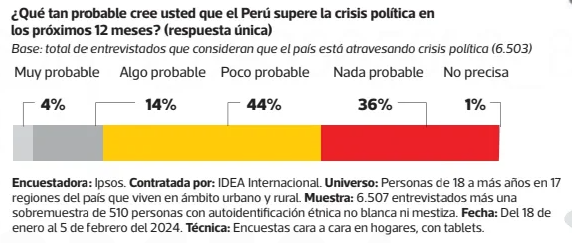 ¿Qué tan probable cree usted que el Perú supere la crisis política en
los próximos 12 meses? (respuesta única)
Base: total de entrevistados que consideran que el país está atravesando crisis política (6.503)
Muy probable Algo probable Poco probable Nada probable No precisa
4% 14% 44% 36% 1%
Encuestadora: Ipsos. Contratada por: IDEA Internacional. Universo: Personas de 18 a más años en 17
regiones del país que viven en ámbito urbano y rural. Muestra: 6.507 entrevistados más una
sobremuestra de 510 personas con autoidentificación étnica no blanca ni mestiza. Fecha: Del 18 de
enero al 5 de febrero del 2024. Técnica: Encuestas cara a cara en hogares, con tablets.